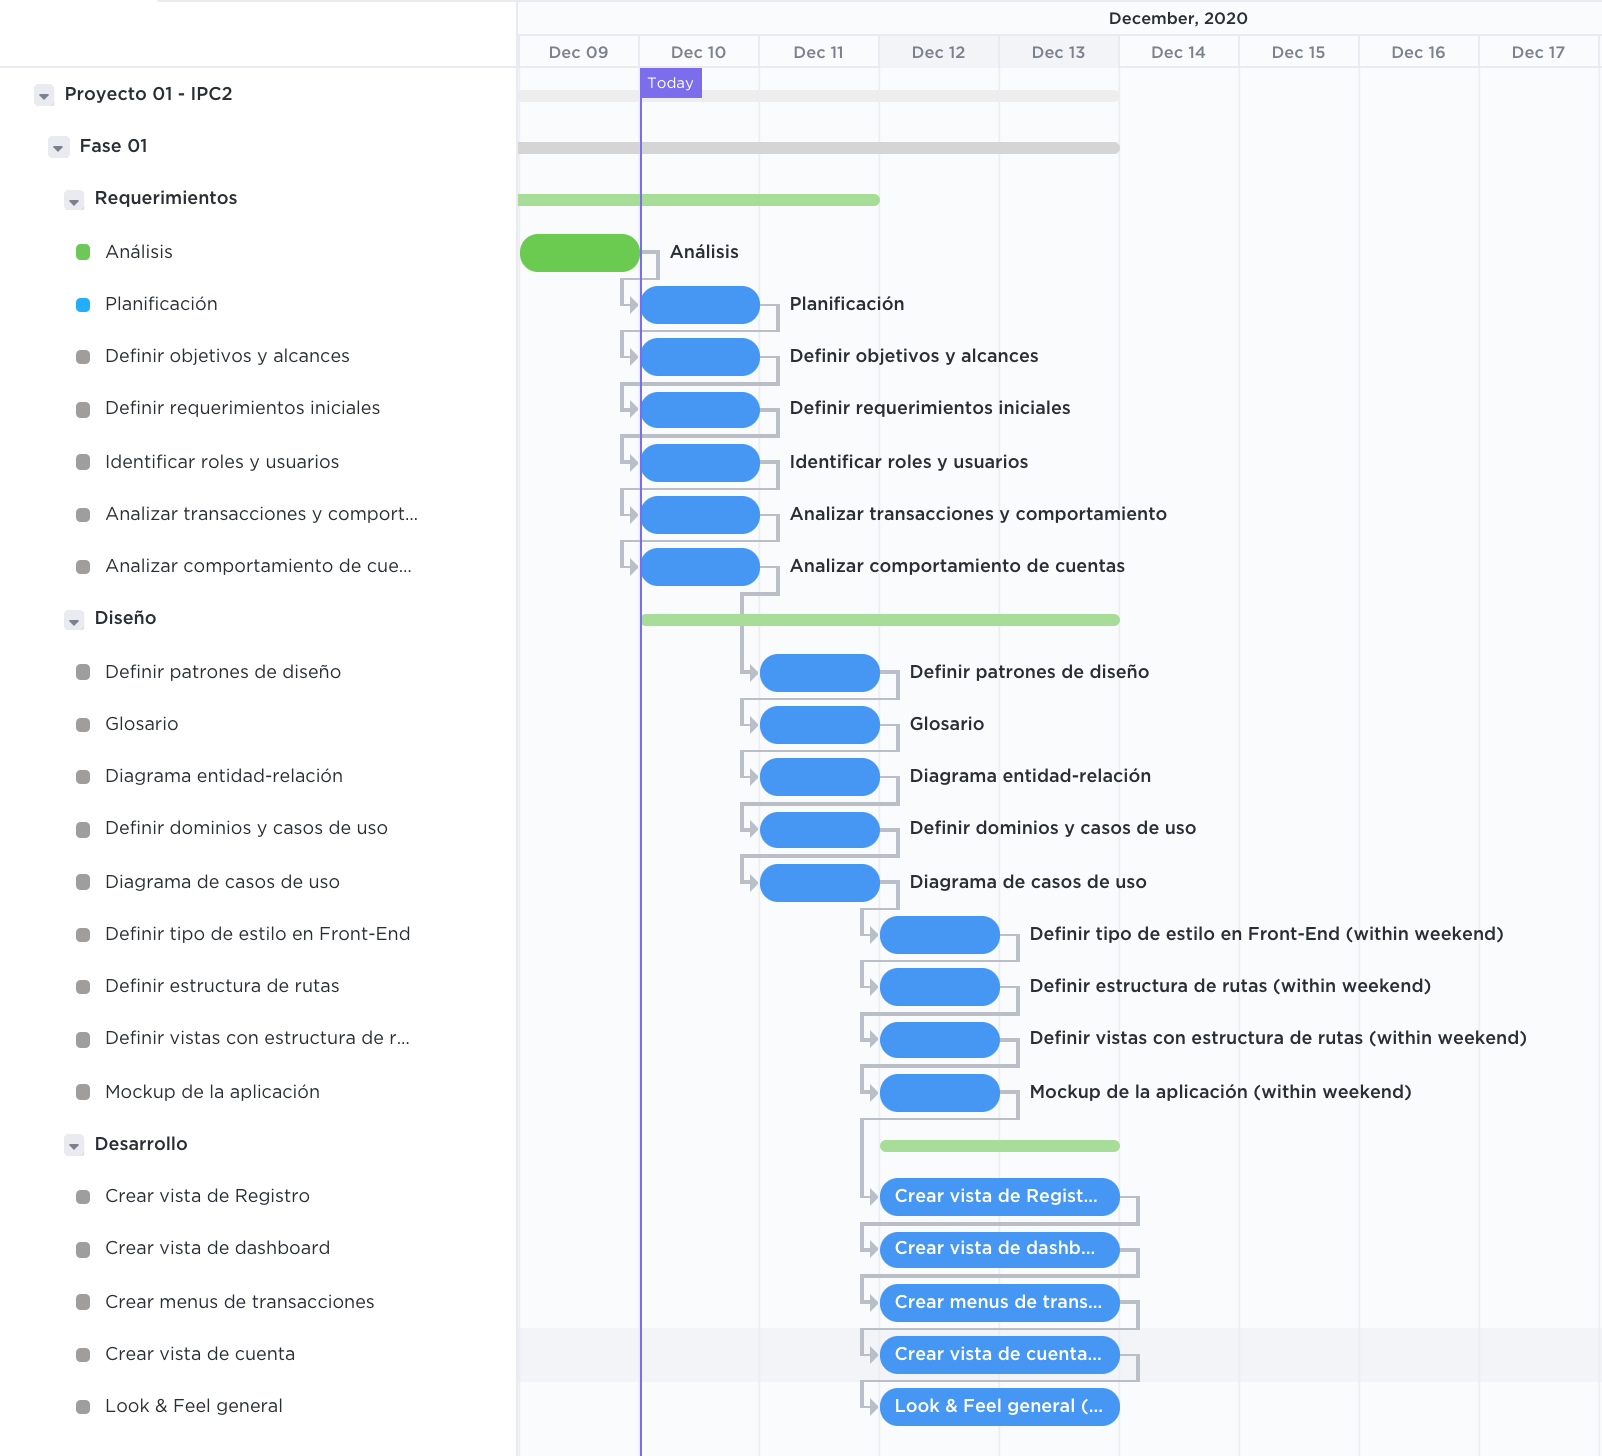 December, 2020
Dec 09 Dec 10 Dec 11 Dec 12 Dec 13 Dec 14 Dec 15 Dec 16 Dec 17
Today
Proyecto 01 - IPC2
Fase 01
Requerimientos
Análisis Análisis
Planificación Planificación
Definir objetivos y alcances Definir objetivos y alcances
Definir requerimientos iniciales Definir requerimientos iniciales
Identificar roles y usuarios Identificar roles y usuarios
Analizar transacciones y comport... Analizar transacciones y comportamiento
Analizar comportamiento de cue... Analizar comportamiento de cuentas
Diseño
Definir patrones de diseño Definir patrones de diseño
Glosario Glosario
Diagrama entidad-relación Diagrama entidad-relación
Definir dominios y casos de uso Definir dominios y casos de uso
Diagrama de casos de uso Diagrama de casos de uso
Definir tipo de estilo en Front-End Definir tipo de estilo en Front-End (within weekend)
Definir estructura de rutas Definir estructura de rutas (within weekend)
Definir vistas con estructura de r... Definir vistas con estructura de rutas (within weekend)
Mockup de la aplicación Mockup de la aplicación (within weekend)
Desarrollo
Crear vista de Registro Crear vista de Regist...
Crear vista de dashboard Crear vista de dashb...
Crear menus de transacciones Crear menus de trans...
Crear vista de cuenta Crear vista de cuenta...
Look & Feel general Look & Feel general (...